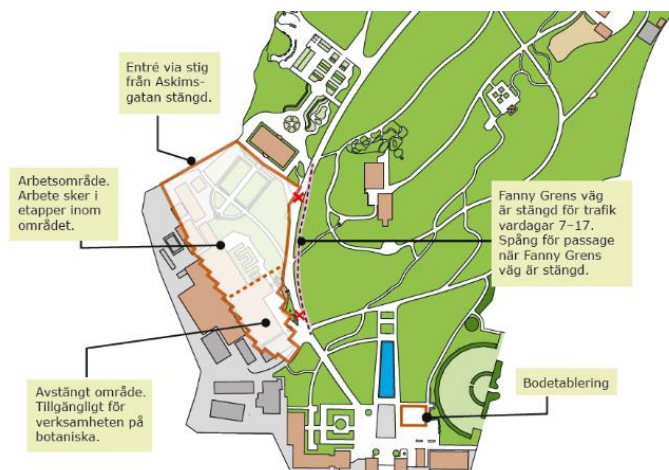 Entré via stig
från Askims-
gatan stängd.
Arbetsområde.
Arbete sker i
etapper inom
området.
Fanny Grens väg
är stängd för trafik
vardagar 7–17.
Spång för passage
när Fanny Grens
väg är stängd.
Avstängt område.
Tillgängligt för
verksamheten på
botaniska.
Bodetablering